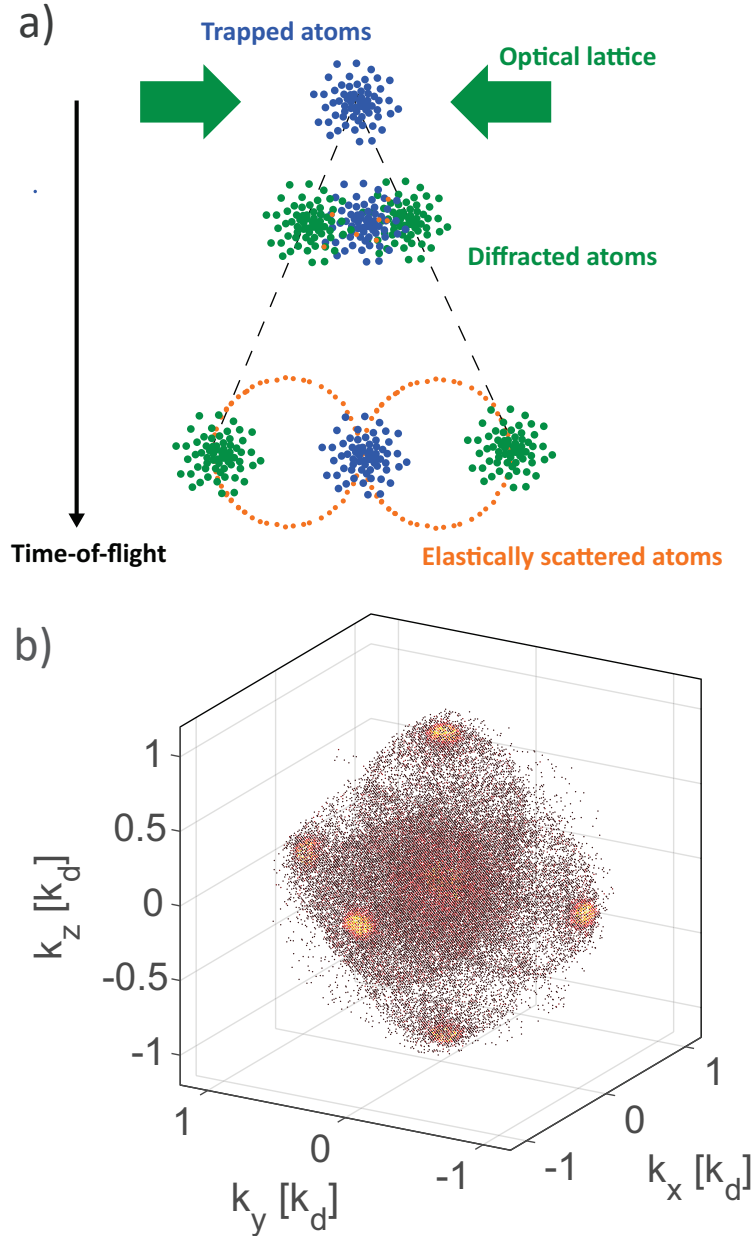 a)
Trapped atoms
Optical lattice
Diffracted atoms
Time-of-flight
Elastically scattered atoms
b)
1
0.5
0
-0.5
-1
k_z [k_d]
1
0
-1
k_y [k_d]
-1
0
1
k_x [k_d]